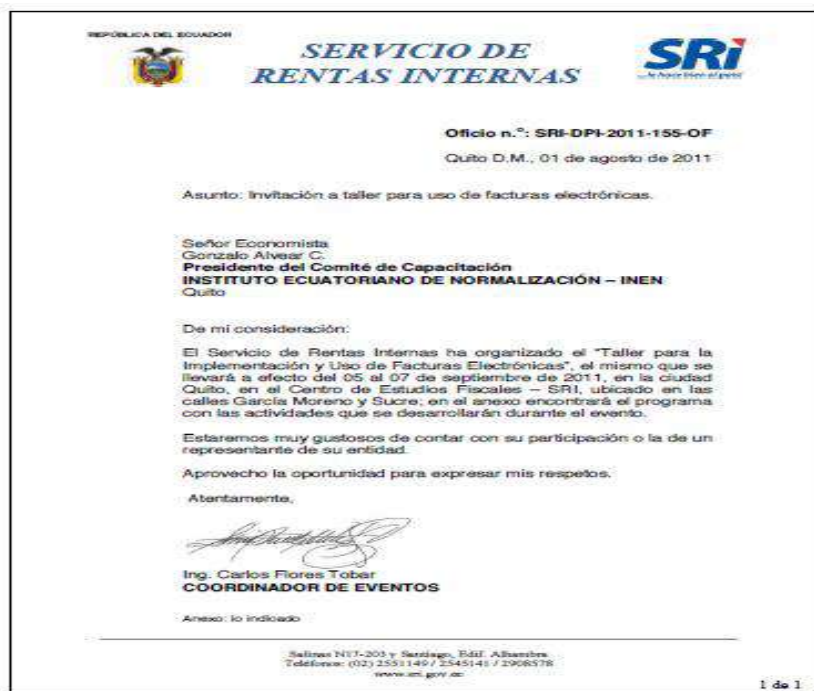 REPÚBLICA DEL ECUADOR
SERVICIO DE
RENTAS INTERNAS
SRi
...le hace bien al país!
Oficio n.°: SRI-DPI-2011-155-OF
Quito D.M., 01 de agosto de 2011
Asunto: Invitación a taller para uso de facturas electrónicas.
Señor Economista
Gonzalo Alvear C.
Presidente del Comité de Capacitación
INSTITUTO ECUATORIANO DE NORMALIZACIÓN – INEN
Quito
De mi consideración:
El Servicio de Rentas Internas ha organizado el "Taller para la
Implementación y Uso de Facturas Electrónicas", el mismo que se
llevará a efecto del 05 al 07 de septiembre de 2011, en la ciudad
Quito, en el Centro de Estudios Fiscales – SRI, ubicado en las
calles García Moreno y Sucre; en el anexo encontrará el programa
con las actividades que se desarrollarán durante el evento.
Estaremos muy gustosos de contar con su participación o la de un
representante de su entidad.
Aprovecho la oportunidad para expresar mis respetos.
Atentamente,
Ing. Carlos Flores Tobar
COORDINADOR DE EVENTOS
Anexo: lo indicado
Salinas N17-203 y Santiago, Edif. Alhambra
Teléfonos: (02) 2551149 / 2545141 / 2908578
www.sri.gov.ec
1 de 1